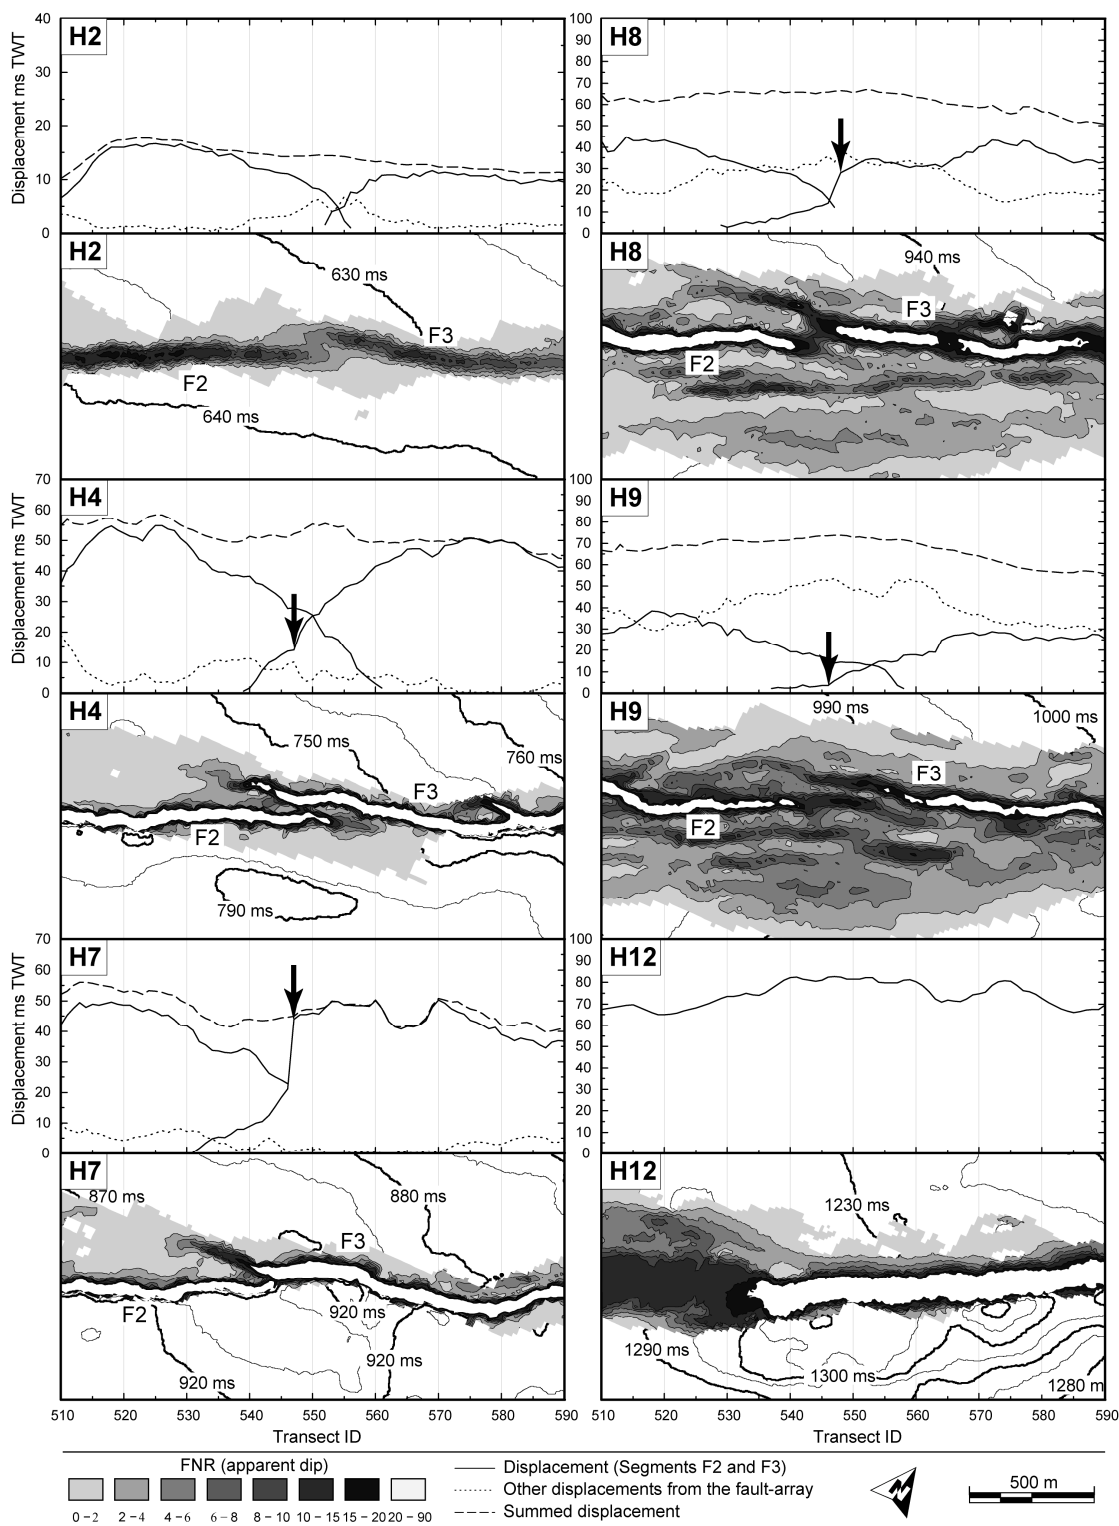 H2
Displacement ms TWT
40
30
20
10
0
H8
100
90
80
70
60
50
40
30
20
10
0
H2
630 ms
F3
F2
640 ms
H8
940 ms
F3
F2
H4
Displacement ms TWT
70
60
50
40
30
20
10
0
H9
100
90
80
70
60
50
40
30
20
10
0
H4
750 ms
760 ms
F3
F2
790 ms
H9
990 ms
1000 ms
F3
F2
H7
Displacement ms TWT
70
60
50
40
30
20
10
0
H12
100
90
80
70
60
50
40
30
20
10
0
H7
870 ms
880 ms
F3
F2
920 ms
920 ms
920 ms
H12
1230 ms
1290 ms
1300 ms
1280 m
510 520 530 540 550 560 570 580 590
Transect ID
510 520 530 540 550 560 570 580 590
Transect ID
FNR (apparent dip)
0 - 2 2 - 4 4 - 6 6 - 8 8 - 10 10 - 15 15 - 20 20 - 90
Displacement (Segments F2 and F3)
Other displacements from the fault-array
Summed displacement
N
500 m